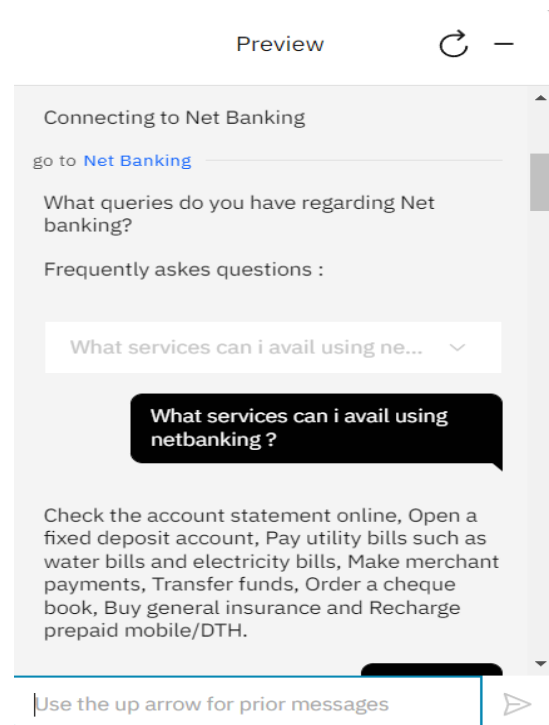 Preview
Connecting to Net Banking
go to Net Banking
What queries do you have regarding Net
banking?
Frequently askes questions :
What services can i avail using ne...
What services can i avail using
netbanking ?
Check the account statement online, Open a
fixed deposit account, Pay utility bills such as
water bills and electricity bills, Make merchant
payments, Transfer funds, Order a cheque
book, Buy general insurance and Recharge
prepaid mobile/DTH.
Use the up arrow for prior messages